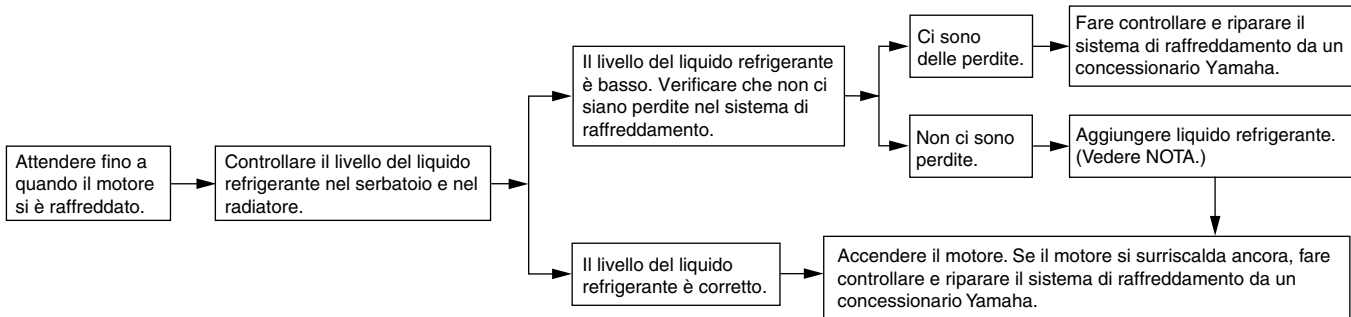 Attendere fino a
quando il motore
si è raffreddato.
Controllare il livello del liquido
refrigerante nel serbatoio e nel
radiatore.
Il livello del liquido refrigerante
è basso. Verificare che non ci
siano perdite nel sistema di
raffreddamento.
Ci sono
delle perdite.
Fare controllare e riparare il
sistema di raffreddamento da un
concessionario Yamaha.
Non ci sono
perdite.
Aggiungere liquido refrigerante.
(Vedere NOTA.)
Il livello del liquido
refrigerante è corretto.
Accendere il motore. Se il motore si surriscalda ancora, fare
controllare e riparare il sistema di raffreddamento da un
concessionario Yamaha.